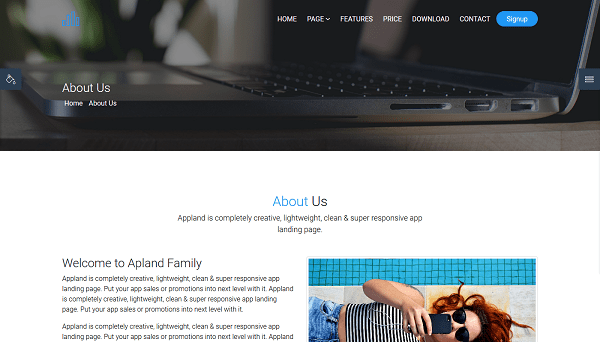 HOME PAGE FEATURES PRICE DOWNLOAD CONTACT Signup
About Us
Home About Us
About Us
Appland is completely creative, lightweight, clean & super responsive app
landing page.
Welcome to Apland Family
Appland is completely creative, lightweight, clean & super responsive app
landing page. Put your app sales or promotions into next level with it. Appland
is completely creative, lightweight, clean & super responsive app landing
page. Put your app sales or promotions into next level with it.
Appland is completely creative, lightweight, clean & super responsive app
landing page. Put your app sales or promotions into next level with it. Appland